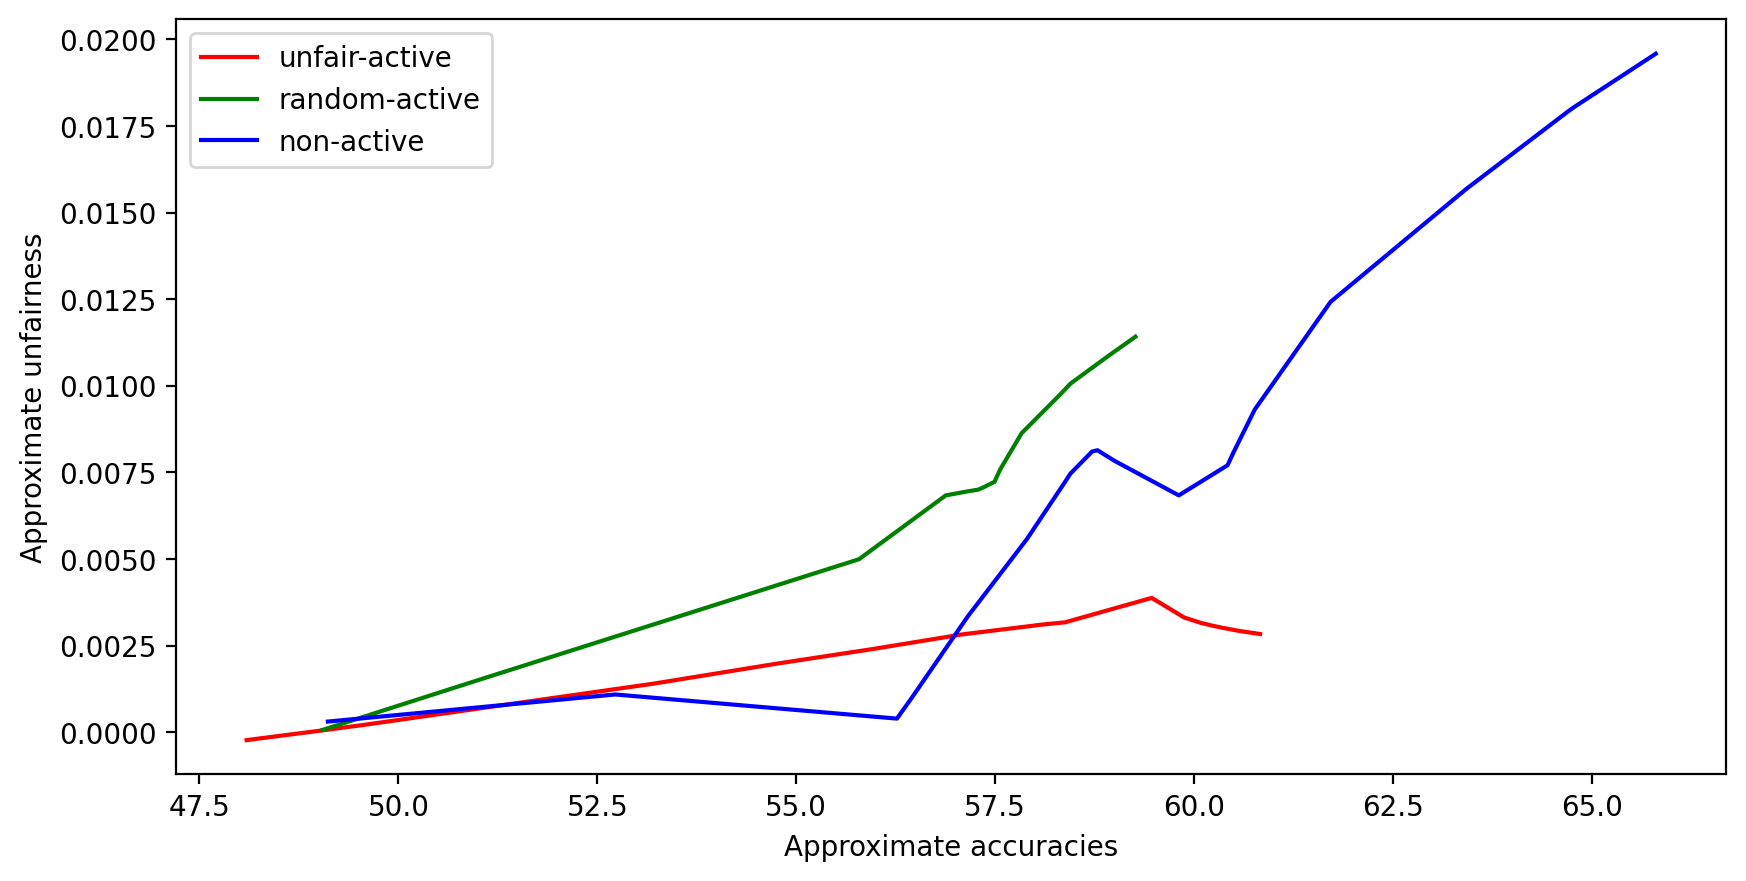 unfair-active
random-active
non-active
0.0200
0.0175
0.0150
0.0125
0.0100
0.0075
0.0050
0.0025
0.0000
Approximate unfairness
47.5 50.0 52.5 55.0 57.5 60.0 62.5 65.0
Approximate accuracies